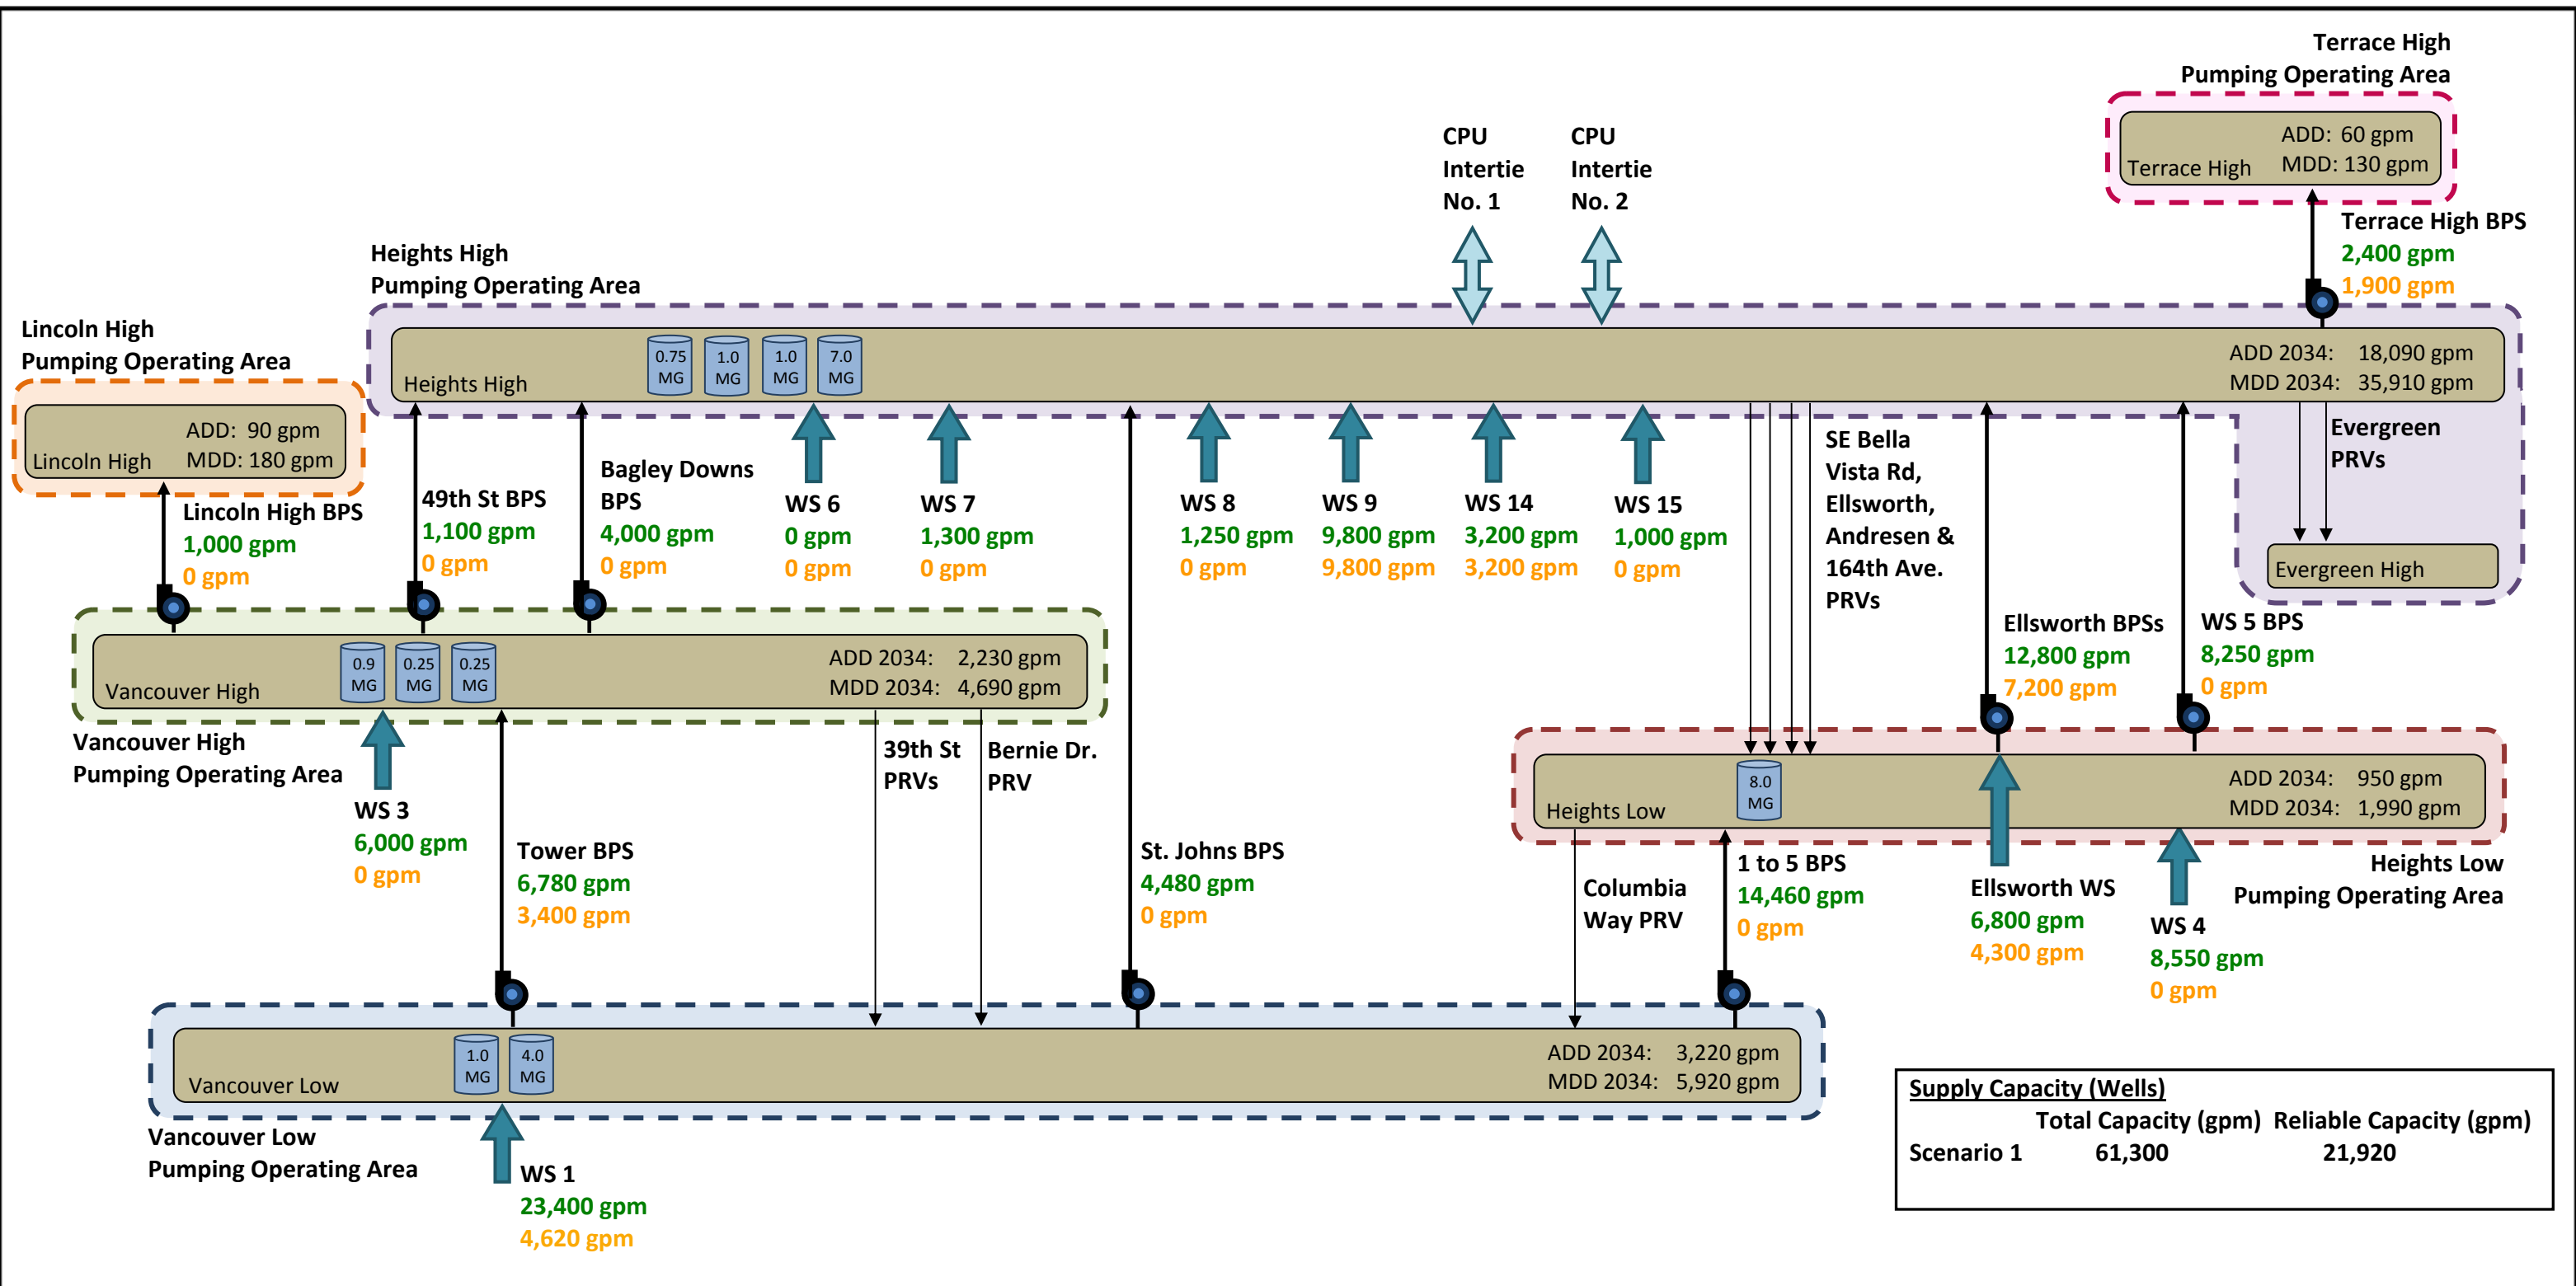 Terrace High
Pumping Operating Area
ADD: 60 gpm
Terrace High MDD: 130 gpm
Terrace High BPS
2,400 gpm
1,900 gpm
CPU
Intertie
No. 1
CPU
Intertie
No. 2
Heights High
Pumping Operating Area
0.75
MG
1.0
MG
1.0
MG
7.0
MG
Heights High
ADD 2034: 18,090 gpm
MDD 2034: 35,910 gpm
Lincoln High
Pumping Operating Area
ADD: 90 gpm
Lincoln High MDD: 180 gpm
Lincoln High BPS
1,000 gpm
0 gpm
49th St BPS
1,100 gpm
0 gpm
Bagley Downs
BPS
4,000 gpm
0 gpm
WS 6
0 gpm
0 gpm
WS 7
1,300 gpm
0 gpm
WS 8
1,250 gpm
0 gpm
WS 9
9,800 gpm
9,800 gpm
WS 14
3,200 gpm
3,200 gpm
WS 15
1,000 gpm
0 gpm
SE Bella
Vista Rd,
Ellsworth,
Andresen &
164th Ave.
PRVs
Evergreen
PRVs
Evergreen High
Ellsworth BPSs
12,800 gpm
7,200 gpm
WS 5 BPS
8,250 gpm
0 gpm
0.9
MG
0.25
MG
0.25
MG
Vancouver High
ADD 2034: 2,230 gpm
MDD 2034: 4,690 gpm
Vancouver High
Pumping Operating Area
WS 3
6,000 gpm
0 gpm
Tower BPS
6,780 gpm
3,400 gpm
39th St
PRVs
Bernie Dr.
PRV
St. Johns BPS
4,480 gpm
0 gpm
8.0
MG
Heights Low
ADD 2034: 950 gpm
MDD 2034: 1,990 gpm
Heights Low
Pumping Operating Area
Columbia
Way PRV
1 to 5 BPS
14,460 gpm
0 gpm
Ellsworth WS
6,800 gpm
4,300 gpm
WS 4
8,550 gpm
0 gpm
1.0
MG
4.0
MG
Vancouver Low
ADD 2034: 3,220 gpm
MDD 2034: 5,920 gpm
Vancouver Low
Pumping Operating Area
WS 1
23,400 gpm
4,620 gpm
Supply Capacity (Wells)
Total Capacity (gpm) Reliable Capacity (gpm)
Scenario 1 61,300 21,920